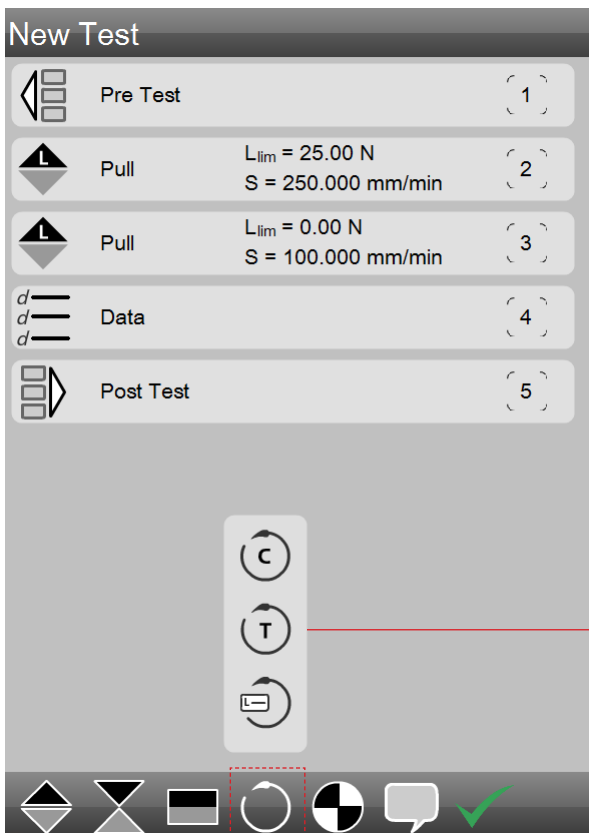 New Test
Pre Test 1
L
Pull
Llim = 25.00 N
S = 250.000 mm/min
2
L
Pull
Llim = 0.00 N
S = 100.000 mm/min
3
d
d
d
Data 4
Post Test 5
C
T
L